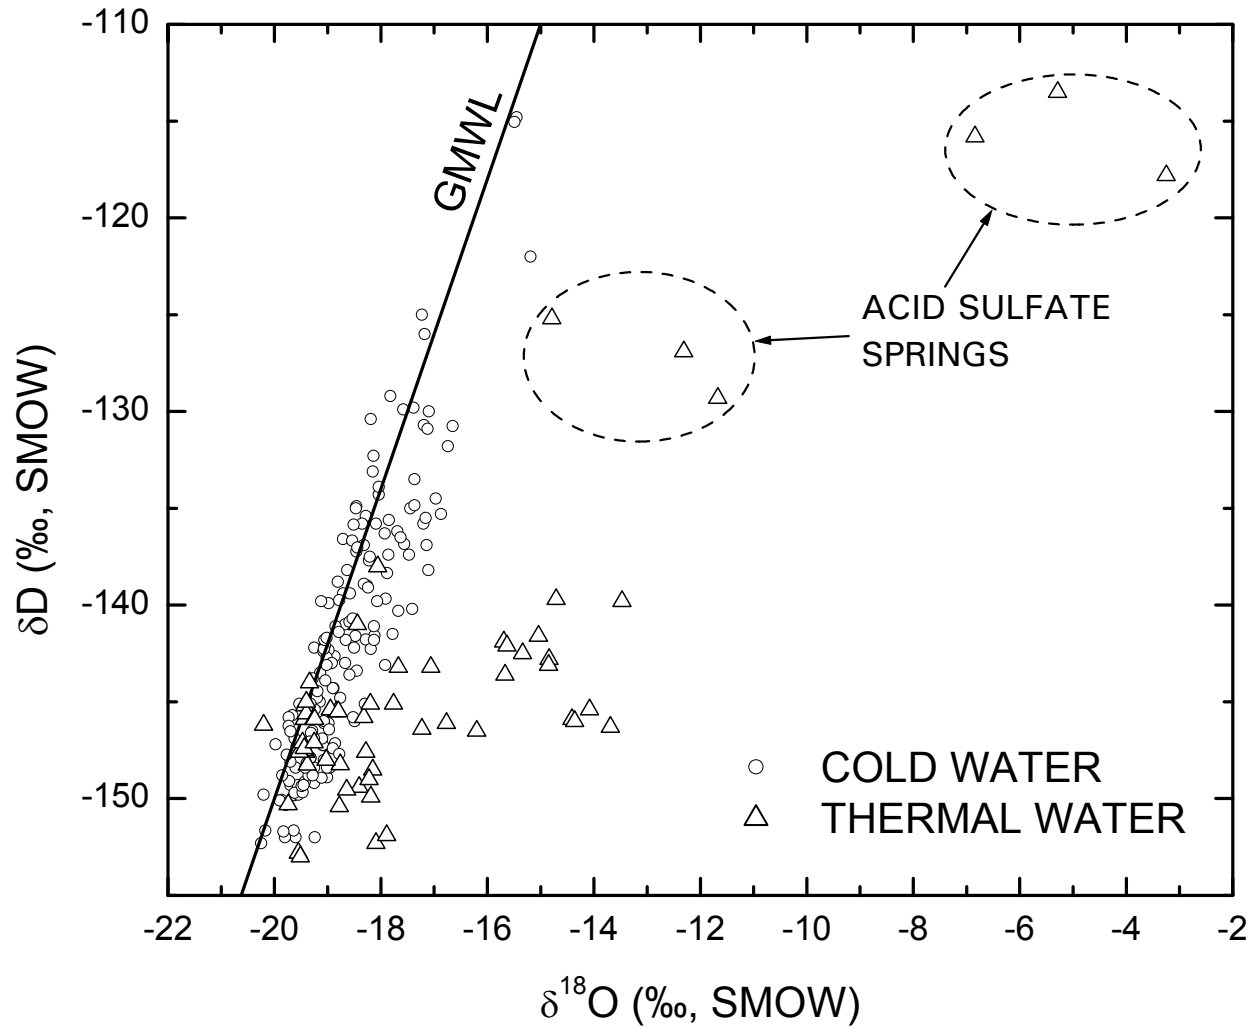 -110
GMWL
-120
ACID SULFATE
SPRINGS
-130
δD (‰, SMOW)
-140
COLD WATER
-150
THERMAL WATER
-22 -20 -18 -16 -14 -12 -10 -8 -6 -4 -2
δ¹⁸O (‰, SMOW)